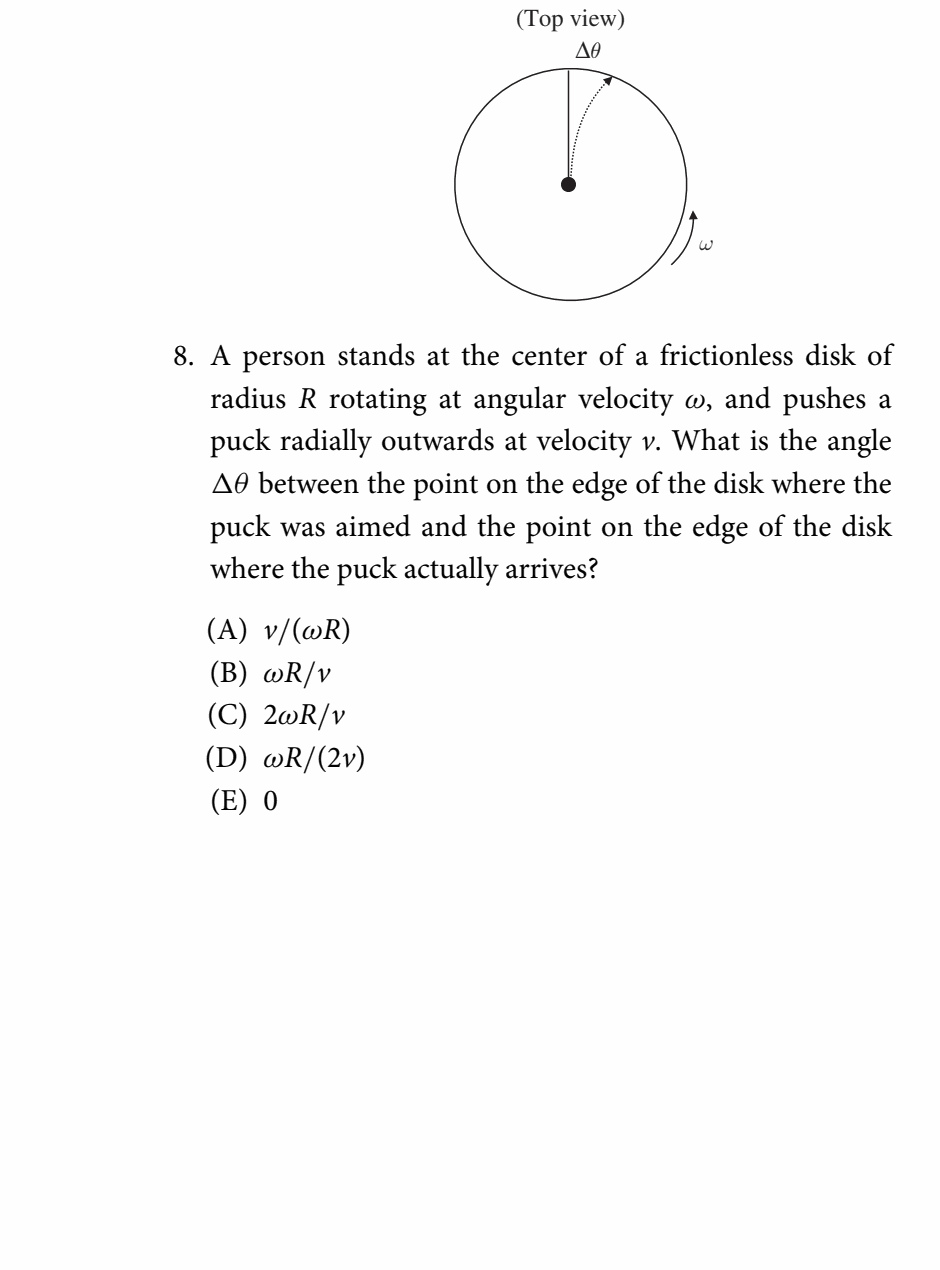 (Top view)
Δθ
ω
8. A person stands at the center of a frictionless disk of
radius R rotating at angular velocity ω, and pushes a
puck radially outwards at velocity v. What is the angle
Δθ between the point on the edge of the disk where the
puck was aimed and the point on the edge of the disk
where the puck actually arrives?
(A) v/(ωR)
(B) ωR/v
(C) 2ωR/v
(D) ωR/(2v)
(E) 0